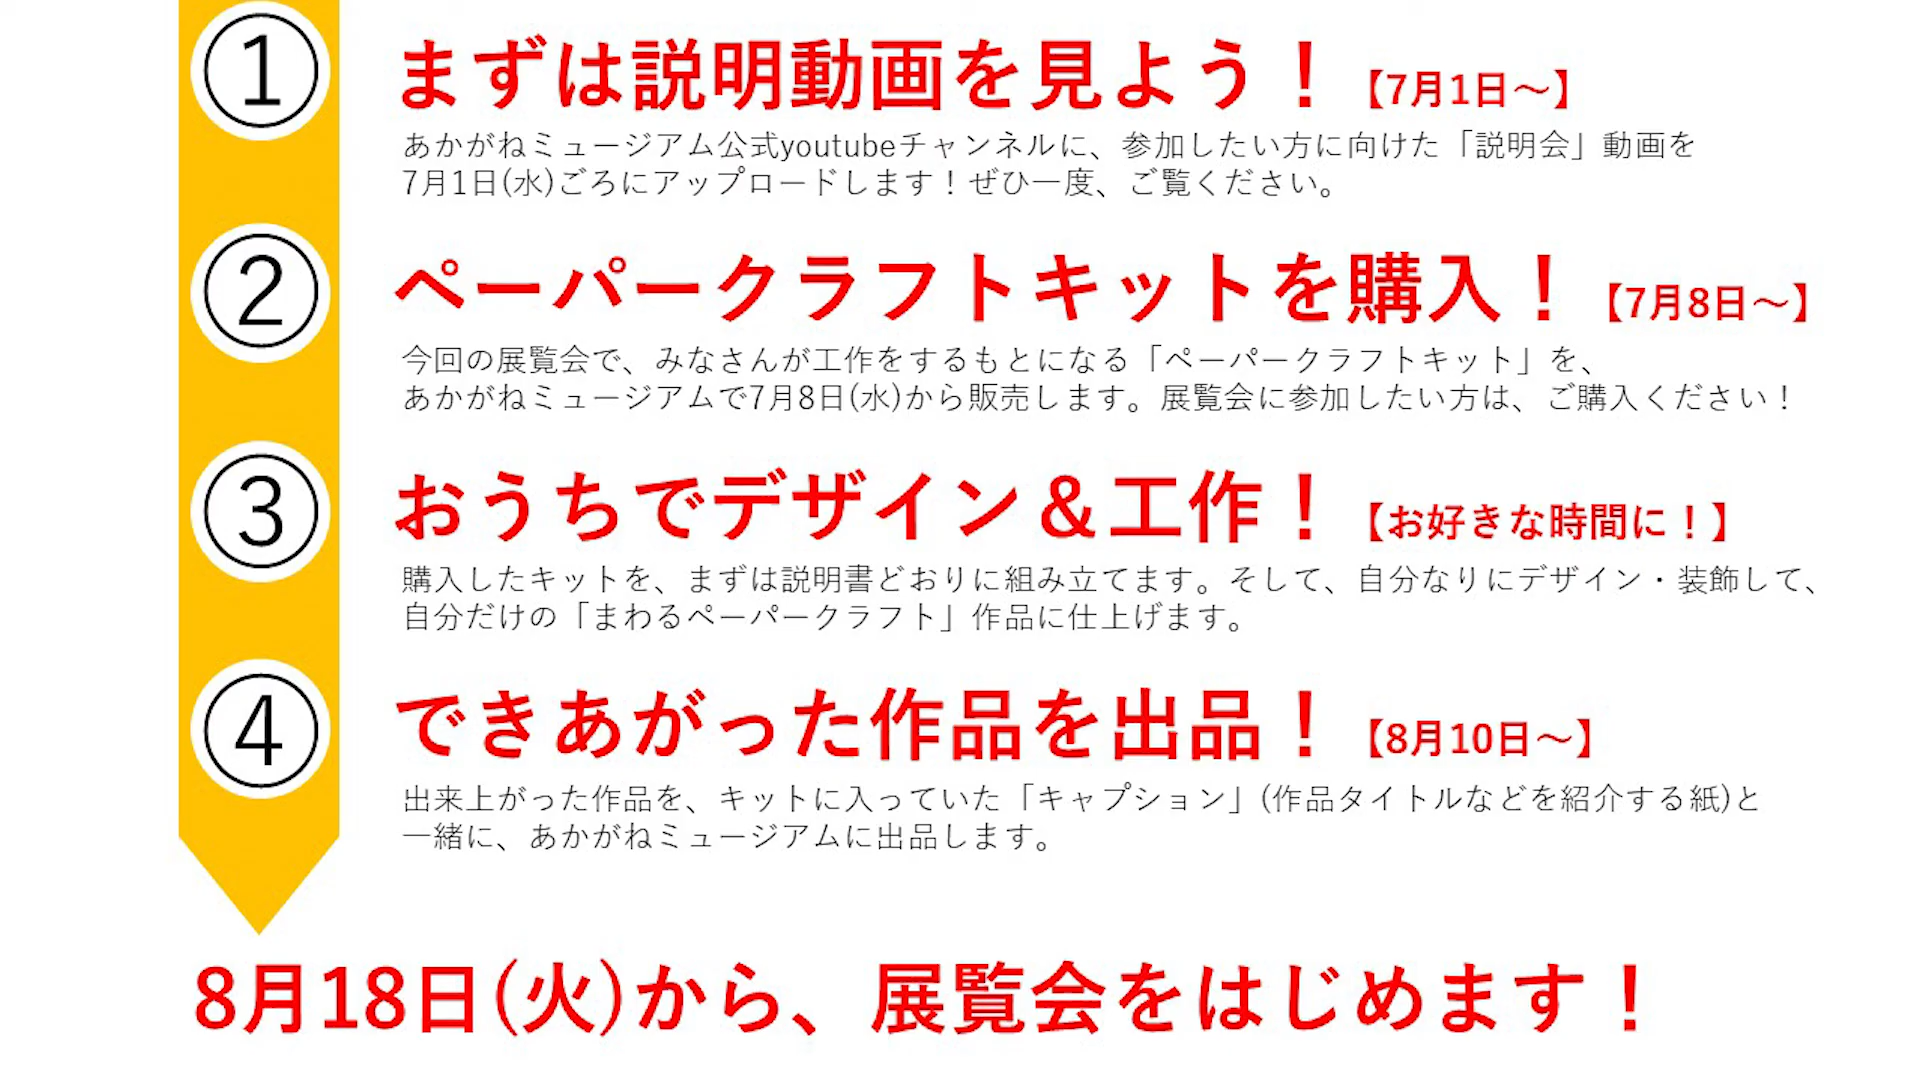 ①
まずは説明動画を見よう！【7月1日～】
あかがねミュージアム公式youtubeチャンネルに、参加したい方に向けた「説明会」動画を
7月1日(水)ごろにアップロードします！ぜひ一度、ご覧ください。
②
ペーパークラフトキットを購入！【7月8日～】
今回の展覧会で、みなさんが工作をするもとになる「ペーパークラフトキット」を、
あかがねミュージアムで7月8日(水)から販売します。展覧会に参加したい方は、ご購入ください！
③
おうちでデザイン＆工作！【お好きな時間に！】
購入したキットを、まずは説明書どおりに組み立てます。そして、自分なりにデザイン・装飾して、
自分だけの「まわるペーパークラフト」作品に仕上げます。
④
できあがった作品を出品！【8月10日～】
出来上がった作品を、キットに入っていた「キャプション」(作品タイトルなどを紹介する紙)と
一緒に、あかがねミュージアムに出品します。
8月18日(火)から、展覧会をはじめます！